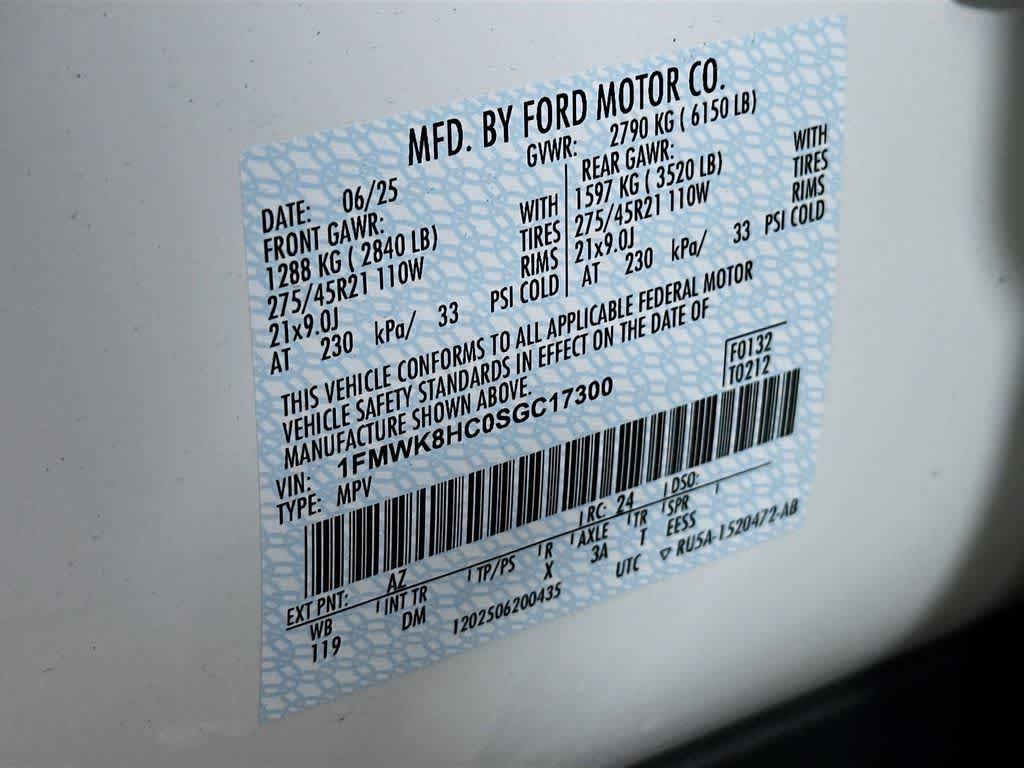 MFD. BY FORD MOTOR CO.
DATE: 06/25 GVWR: 2790 KG ( 6150 LB)
FRONT GAWR: REAR GAWR:
1288 KG ( 2840 LB) WITH 1597 KG ( 3520 LB) WITH
275/45R21 110W TIRES 275/45R21 110W TIRES
21x9.0J RIMS 21x9.0J RIMS
AT 230 kPa/ 33 PSI COLD AT 230 kPa/ 33 PSI COLD
THIS VEHICLE CONFORMS TO ALL APPLICABLE FEDERAL MOTOR
VEHICLE SAFETY STANDARDS IN EFFECT ON THE DATE OF
MANUFACTURE SHOWN ABOVE.
VIN: 1FMWK8HC0SGC17300 F0132
TYPE: MPV T0212
EXT PNT: AZ RC: 24 DSO:
WB INT TR TP/PS R AXLE TR SPR
119 DM X 3A T EESS
1202506200435 UTC ▽ RU5A-1520472-AB